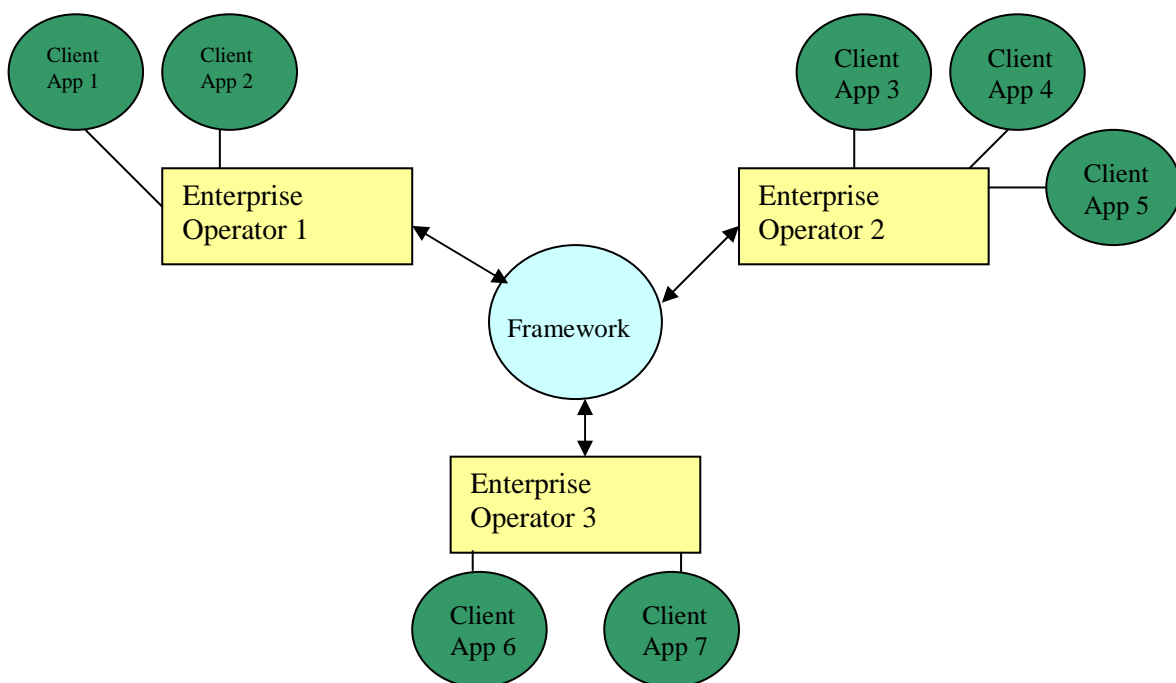 Client
App 1
Client
App 2
Client
App 3
Client
App 4
Client
App 5
Enterprise
Operator 1
Enterprise
Operator 2
Framework
Enterprise
Operator 3
Client
App 6
Client
App 7